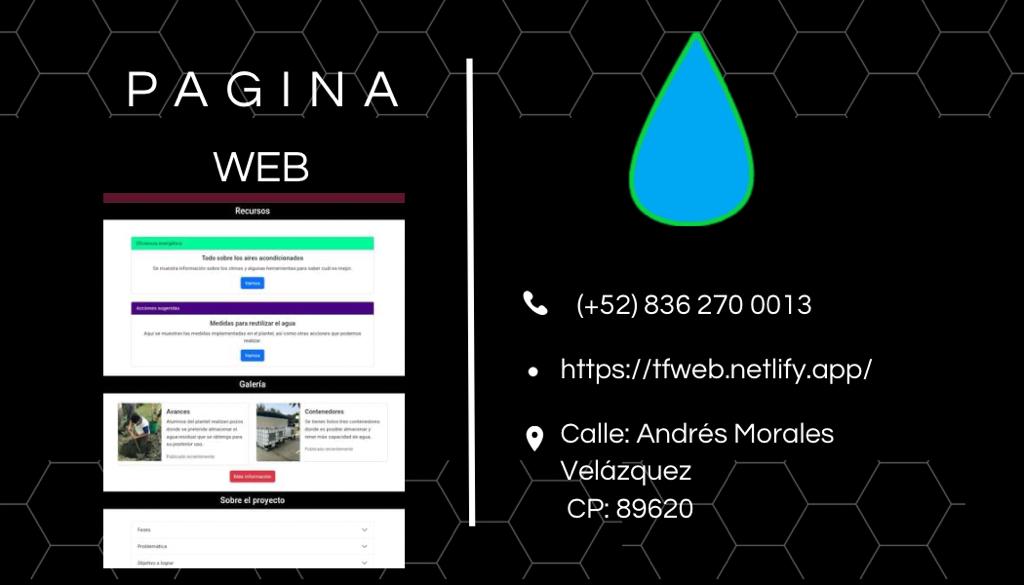 PAGINA
WEB
Recursos
Eficiencia energética
Todo sobre los aires acondicionados
Se muestra información sobre los climas y algunas herramientas para saber cuál es mejor.
Vamos
Acciones sugeridas
Medidas para reutilizar el agua
Aquí se muestran las medidas implementadas en el plantel, así como otras acciones que podemos
realizar.
Vamos
Galería
Avances
Alumnos del plantel realizan pozos
donde se pretende almacenar el
agua residual que se obtenga para
su posterior uso.
Publicado recientemente
Contenedores
Se tienen listos tres contenedores
donde es posible almacenar y
tener más capacidad de agua.
Publicado recientemente
Más información
Sobre el proyecto
Fases
Problemática
Objetivo a lograr
(+52) 836 270 0013
https://tfweb.netlify.app/
Calle: Andrés Morales
Velázquez
CP: 89620